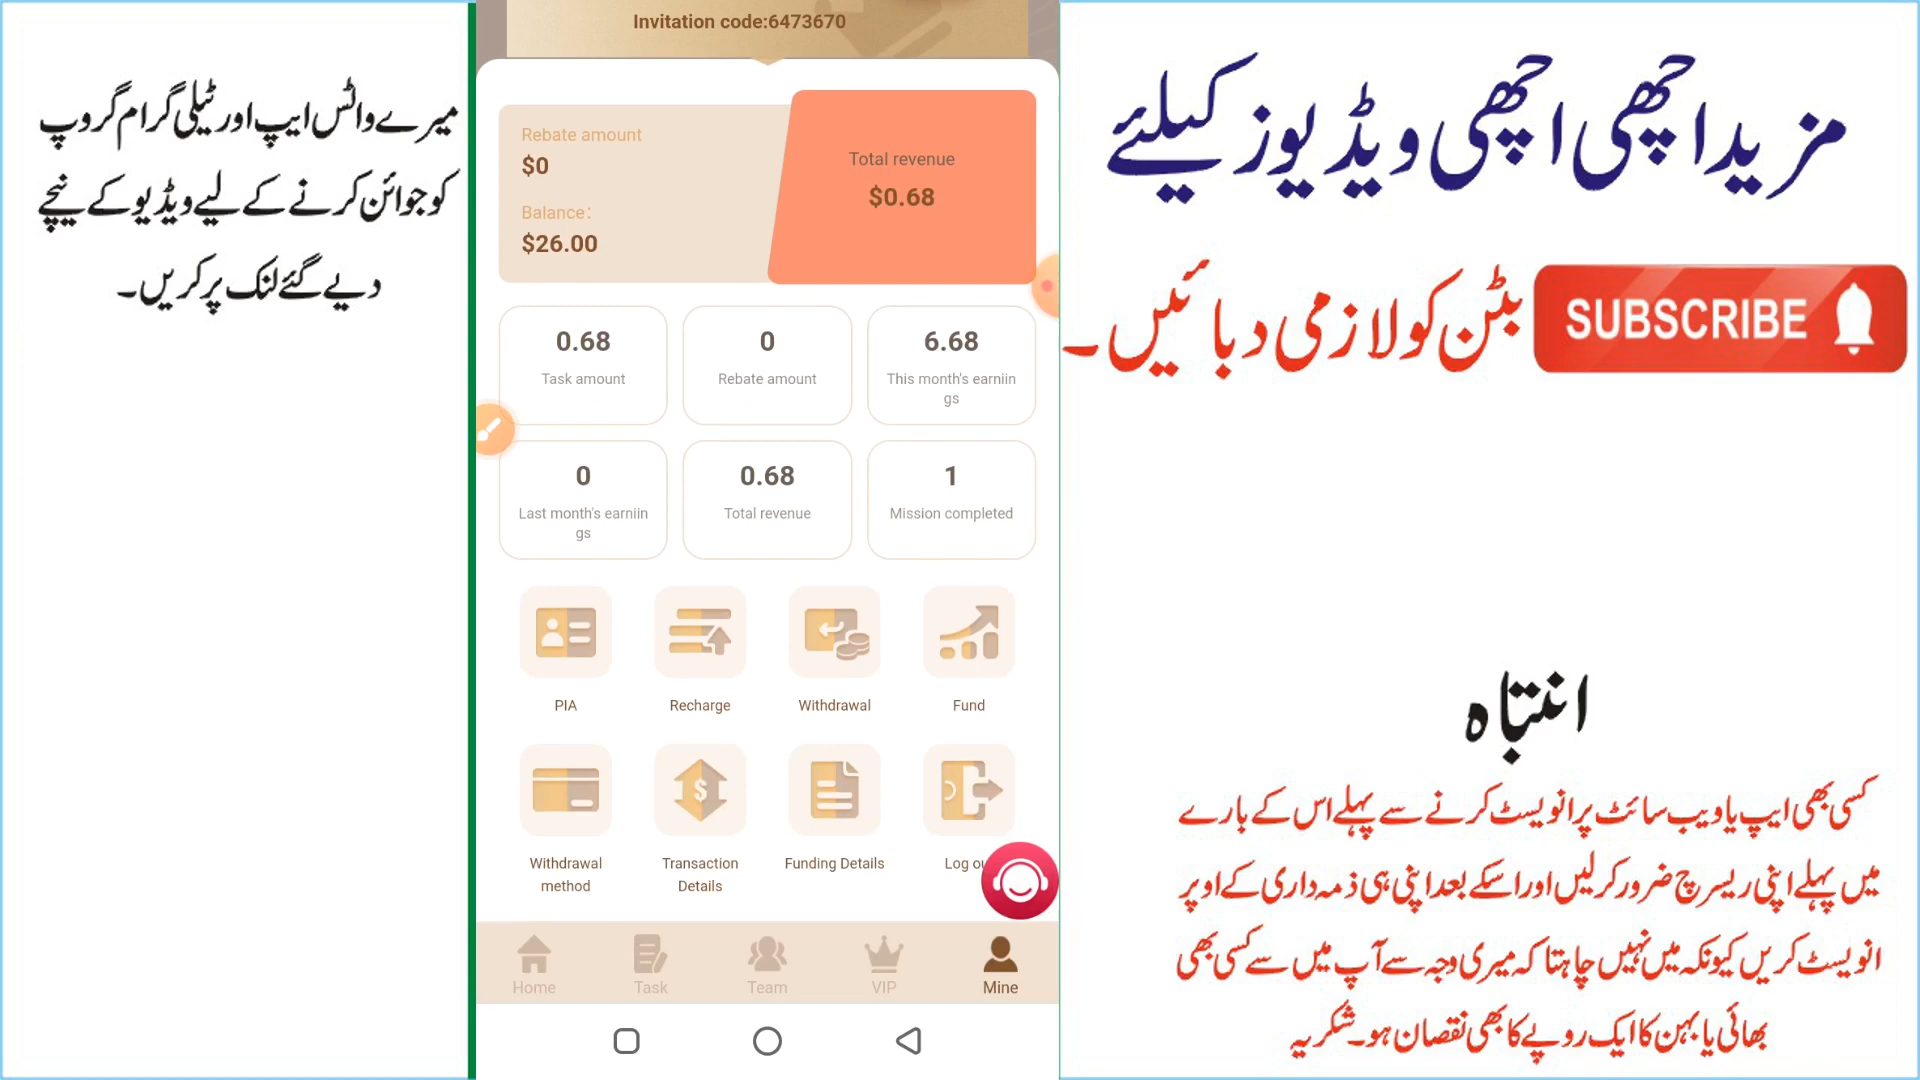 میرے واٹس ایپ اور ٹیلی گرام گروپ
کو جوائن کرنے کے لیے ویڈیو کے نیچے
دیے گئے لنک پر کریں۔
Invitation code:6473670
Rebate amount
$0
Balance:
$26.00
Total revenue
$0.68
0.68
Task amount
0
Rebate amount
6.68
This month's earniin
gs
0
Last month's earniin
gs
0.68
Total revenue
1
Mission completed
PIA
Recharge
Withdrawal
Fund
Withdrawal
method
Transaction
Details
Funding Details
Log ou
Home
Task
Team
VIP
Mine
مزید اچھی اچھی ویڈیوز کیلئے
SUBSCRIBE بٹن کو لازمی دبائیں۔
انتباہ
کسی بھی ایپ یا ویب سائٹ پر انویسٹ کرنے سے پہلے اس کے بارے
میں پہلے اپنی ریسرچ ضرور کر لیں اور اسکے بعد اپنی ہی ذمہ داری کے اوپر
انویسٹ کریں کیونکہ میں نہیں چاہتا کہ میری وجہ سے آپ میں سے کسی بھی
بھائی یا بہن کا ایک روپے کا بھی نقصان ہو۔ شکریہ